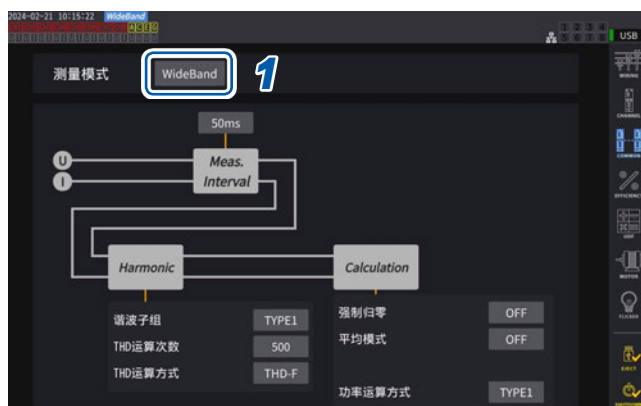 2024-02-21 10:15:22 WideBand
USB
测量模式 WideBand 1
WIRING
CHANNEL
50ms
U
I
Meas.
Interval
COMMON
EFFICIENCY
UDF
Harmonic Calculation
MOTOR
谐波子组 TYPE1
强制归零 OFF
FLICKER
THD运算次数 500
平均模式 OFF
THD运算方式 THD-F
功率运算方式 TYPE1
EJECT